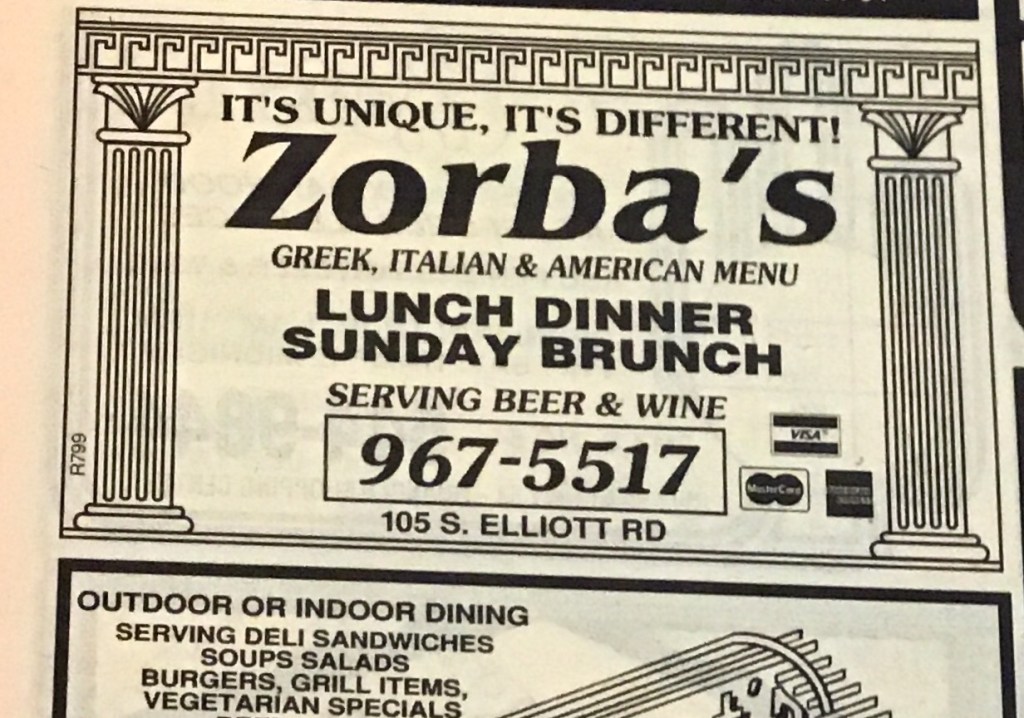 IT'S UNIQUE, IT'S DIFFERENT!
Zorba's
GREEK, ITALIAN & AMERICAN MENU
LUNCH DINNER
SUNDAY BRUNCH
SERVING BEER & WINE
967-5517
105 S. ELLIOTT RD
VISA
MasterCard
R799
OUTDOOR OR INDOOR DINING
SERVING DELI SANDWICHES
SOUPS SALADS
BURGERS, GRILL ITEMS,
VEGETARIAN SPECIALS